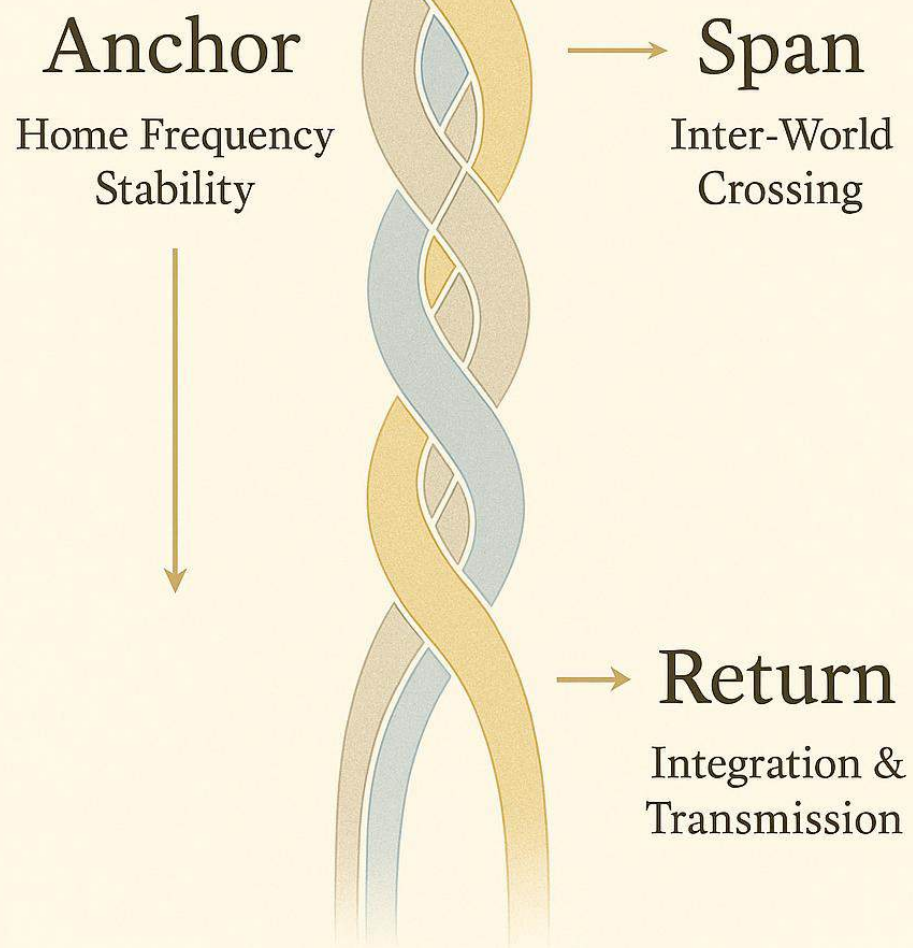 Anchor
Home Frequency
Stability
Span
Inter-World
Crossing
Return
Integration &
Transmission